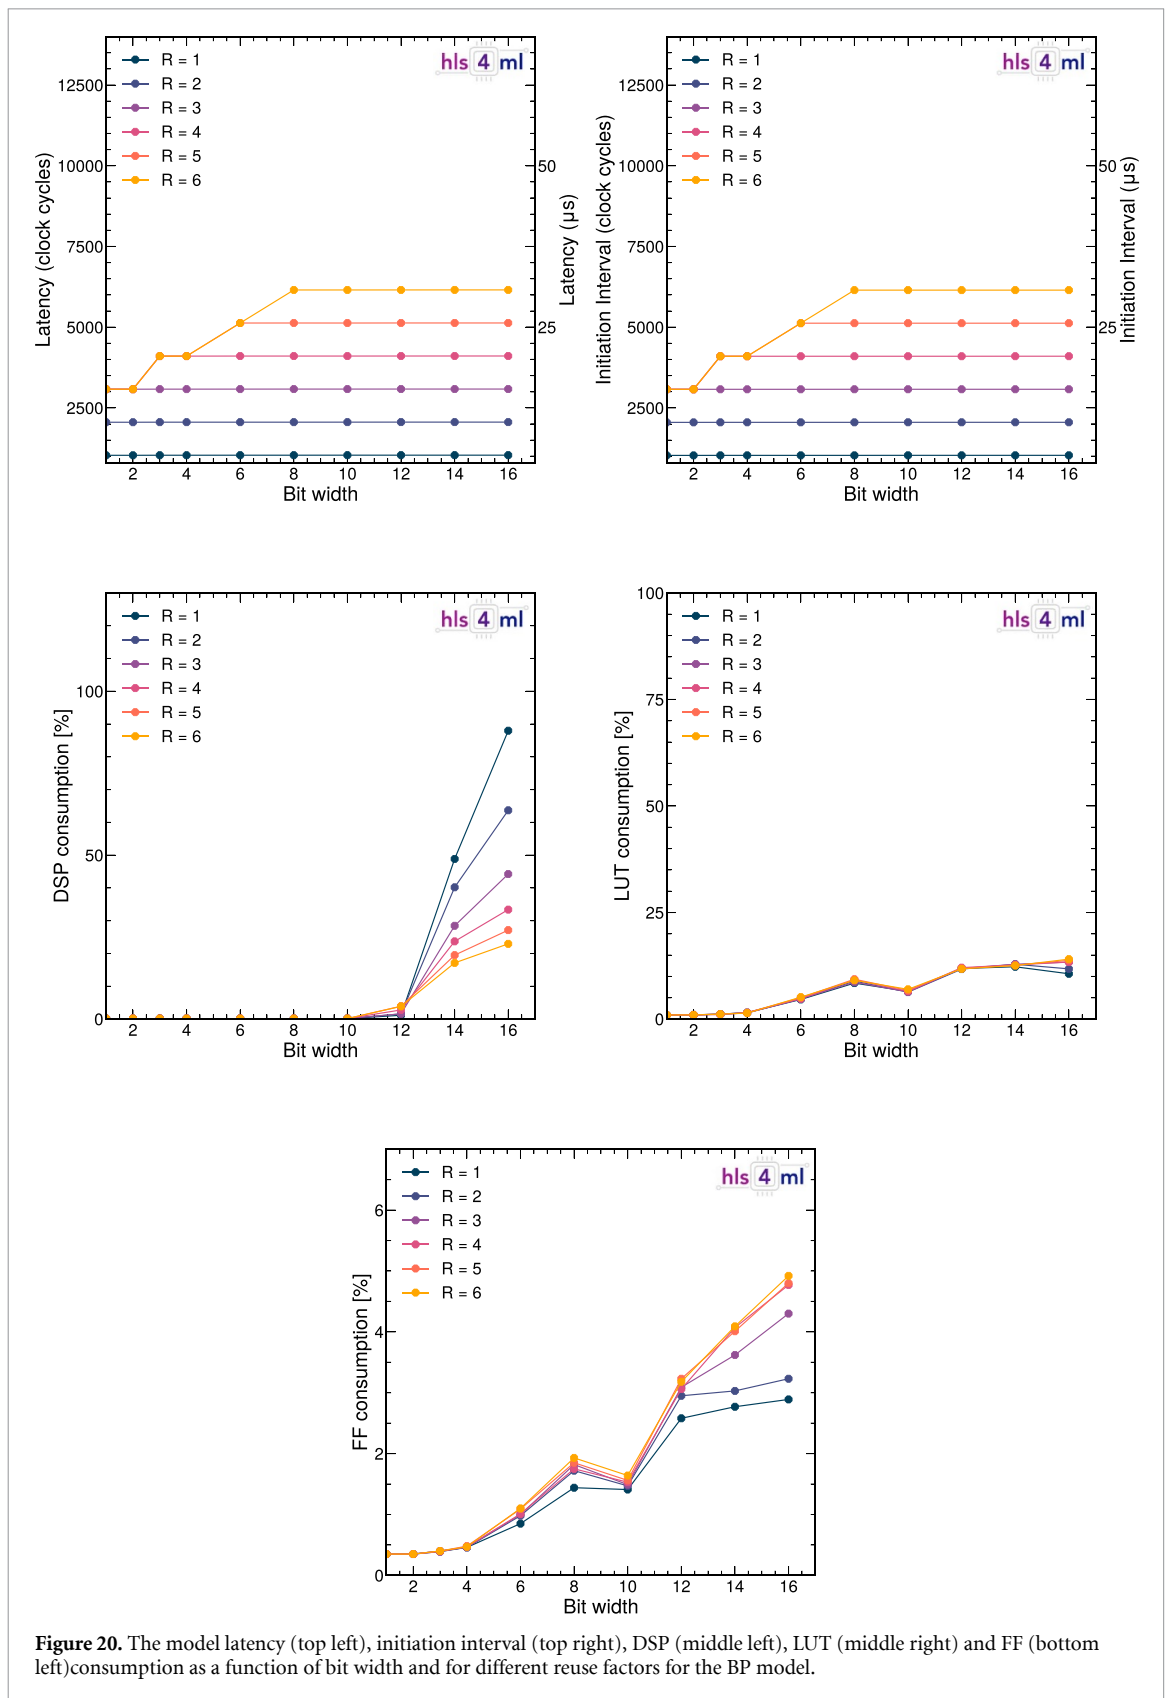 R = 1
R = 2
R = 3
R = 4
R = 5
R = 6
hls 4 ml
12500
10000
7500
5000
2500
50
25
2 4 6 8 10 12 14 16
Latency (clock cycles)
Latency (μs)
Bit width
R = 1
R = 2
R = 3
R = 4
R = 5
R = 6
hls 4 ml
12500
10000
7500
5000
2500
50
25
2 4 6 8 10 12 14 16
Initiation Interval (clock cycles)
Initiation Interval (μs)
Bit width
R = 1
R = 2
R = 3
R = 4
R = 5
R = 6
hls 4 ml
100
50
0
2 4 6 8 10 12 14 16
DSP consumption [%]
Bit width
R = 1
R = 2
R = 3
R = 4
R = 5
R = 6
hls 4 ml
100
75
50
25
0
2 4 6 8 10 12 14 16
LUT consumption [%]
Bit width
R = 1
R = 2
R = 3
R = 4
R = 5
R = 6
hls 4 ml
6
4
2
0
2 4 6 8 10 12 14 16
FF consumption [%]
Bit width
Figure 20. The model latency (top left), initiation interval (top right), DSP (middle left), LUT (middle right) and FF (bottom
left)consumption as a function of bit width and for different reuse factors for the BP model.